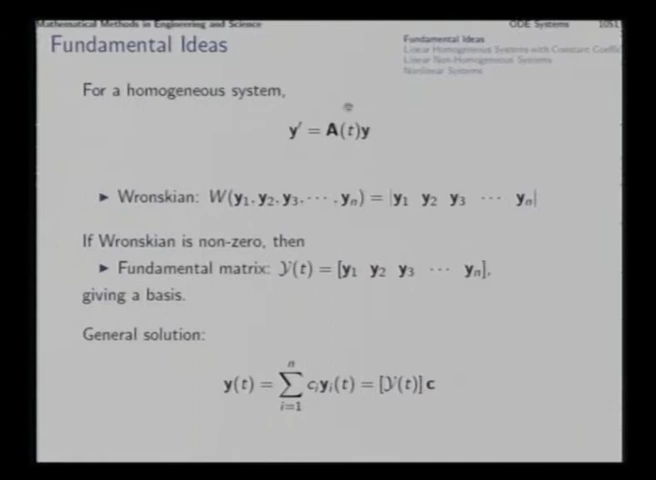 Mathematical Methods in Engineering and Science
ODE Systems
Fundamental Ideas
Fundamental Ideas
Linear Homogeneous Systems with Constant Coeffic
Linear Non-Homogeneous Systems
Nonlinear Systems
For a homogeneous system,
y′ = A(t)y
► Wronskian: W(y₁, y₂, y₃, ⋯, yₙ) = |y₁ y₂ y₃ ⋯ yₙ|
If Wronskian is non-zero, then
► Fundamental matrix: 𝒴(t) = [y₁ y₂ y₃ ⋯ yₙ],
giving a basis.
General solution:
y(t) = ∑ⁿᵢ₌₁ cᵢyᵢ(t) = [𝒴(t)] c